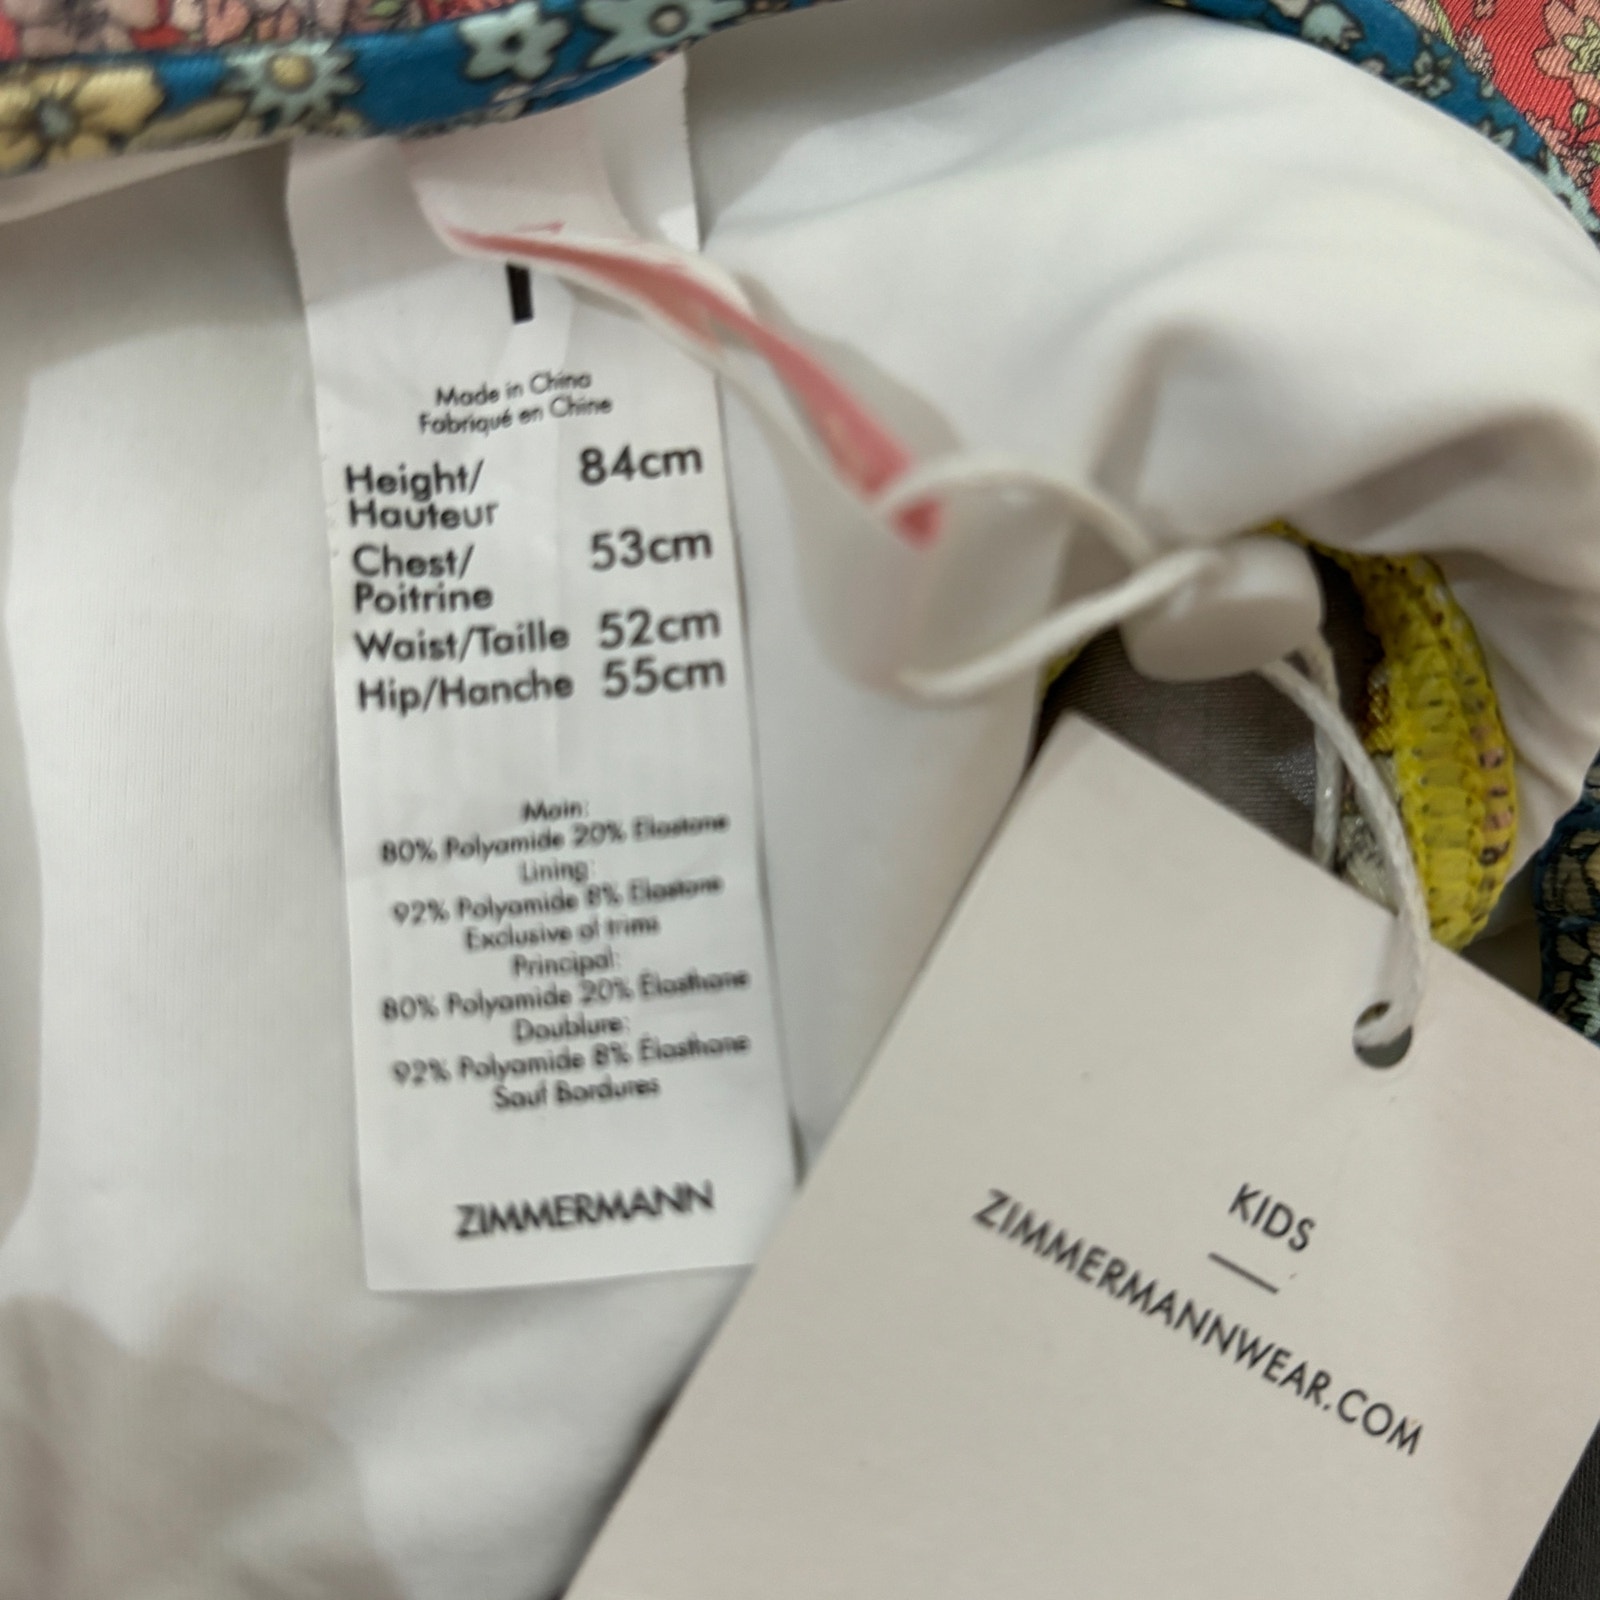 1
Made in China
Fabriqué en Chine
Height/ 84cm
Hauteur
Chest/ 53cm
Poitrine
Waist/Taille 52cm
Hip/Hanche 55cm
Main:
80% Polyamide 20% Elastane
Lining:
92% Polyamide 8% Elastane
Exclusive of trims
Principal:
80% Polyamide 20% Élasthane
Doublure:
92% Polyamide 8% Élasthane
Sauf Bordures
ZIMMERMANN
KIDS
ZIMMERMANNWEAR.COM